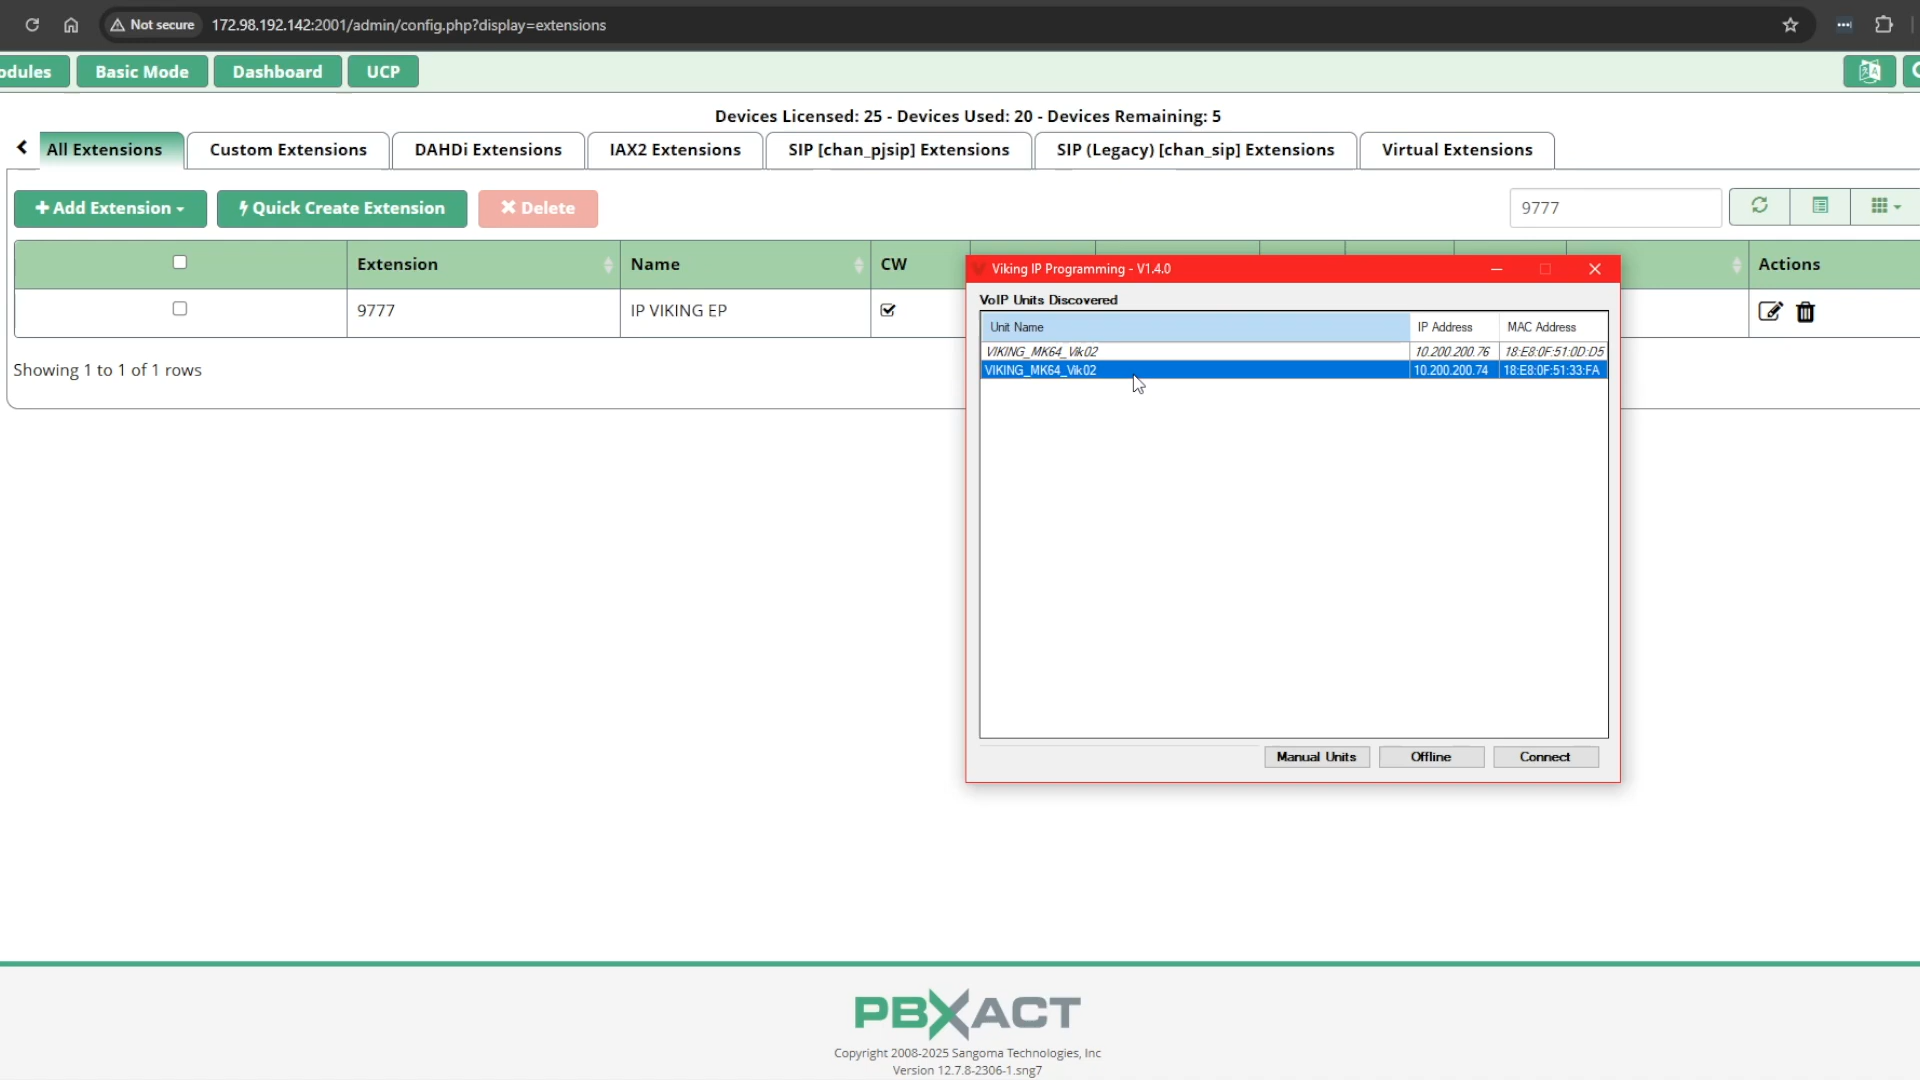 Not secure 172.98.192.142:2001/admin/config.php?display=extensions
odules Basic Mode Dashboard UCP
Devices Licensed: 25 - Devices Used: 20 - Devices Remaining: 5
All Extensions Custom Extensions DAHDi Extensions IAX2 Extensions SIP [chan_pjsip] Extensions SIP (Legacy) [chan_sip] Extensions Virtual Extensions
+ Add Extension Quick Create Extension Delete 9777
Extension Name CW Actions
9777 IP VIKING EP
Showing 1 to 1 of 1 rows
Viking IP Programming - V1.4.0
VoIP Units Discovered
Unit Name IP Address MAC Address
VIKING_MK64_Vik02 10.200.200.76 18:E8:0F:51:0D:D5
VIKING_MK64_Vik02 10.200.200.74 18:E8:0F:51:33:FA
Manual Units Offline Connect
PBXACT
Copyright 2008-2025 Sangoma Technologies, Inc
Version 12.7.8-2306-1.sng7